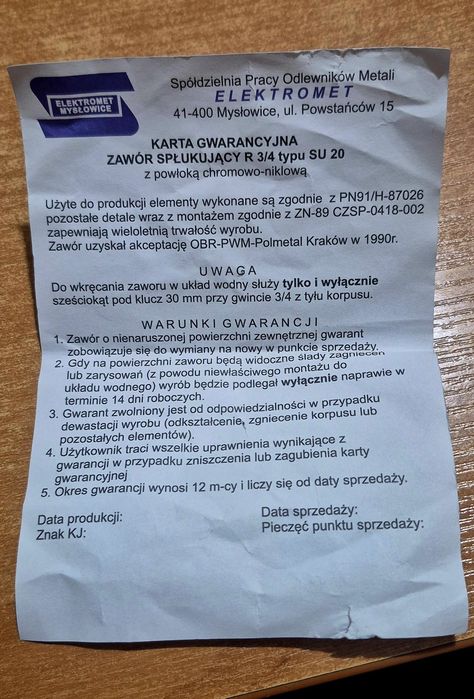 ELEKTROMET
MYSŁOWICE
Spółdzielnia Pracy Odlewników Metali
ELEKTROMET
41-400 Mysłowice, ul. Powstańców 15
KARTA GWARANCYJNA
ZAWÓR SPŁUKUJĄCY R 3/4 typu SU 20
z powłoką chromowo-niklową
Użyte do produkcji elementy wykonane są zgodnie z PN91/H-87026
pozostałe detale wraz z montażem zgodnie z ZN-89 CZSP-0418-002
zapewniają wieloletnią trwałość wyrobu.
Zawór uzyskał akceptację OBR-PWM-Polmetal Kraków w 1990r.
UWAGA
Do wkręcania zaworu w układ wodny służy tylko i wyłącznie
sześciokąt pod klucz 30 mm przy gwincie 3/4 z tyłu korpusu.
WARUNKI GWARANCJI
1. Zawór o nienaruszonej powierzchni zewnętrznej gwarant
zobowiązuje się do wymiany na nowy w punkcie sprzedaży.
2. Gdy na powierzchni zaworu będą widoczne ślady zagnieceń
lub zarysowań (z powodu niewłaściwego montażu do
układu wodnego) wyrób będzie podlegał wyłącznie naprawie w
terminie 14 dni roboczych.
3. Gwarant zwolniony jest od odpowiedzialności w przypadku
dewastacji wyrobu (odkształcenie, zgniecenie korpusu lub
pozostałych elementów).
4. Użytkownik traci wszelkie uprawnienia wynikające z
gwarancji w przypadku zniszczenia lub zagubienia karty
gwarancyjnej
5. Okres gwarancji wynosi 12 m-cy i liczy się od daty sprzedaży.
Data produkcji:
Znak KJ:
Data sprzedaży:
Pieczęć punktu sprzedaży: